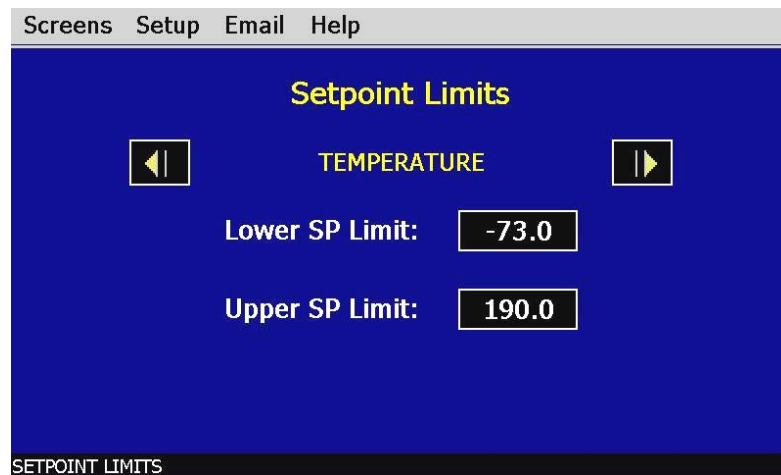 Screens Setup Email Help
Setpoint Limits
TEMPERATURE
Lower SP Limit: -73.0
Upper SP Limit: 190.0
SETPOINT LIMITS